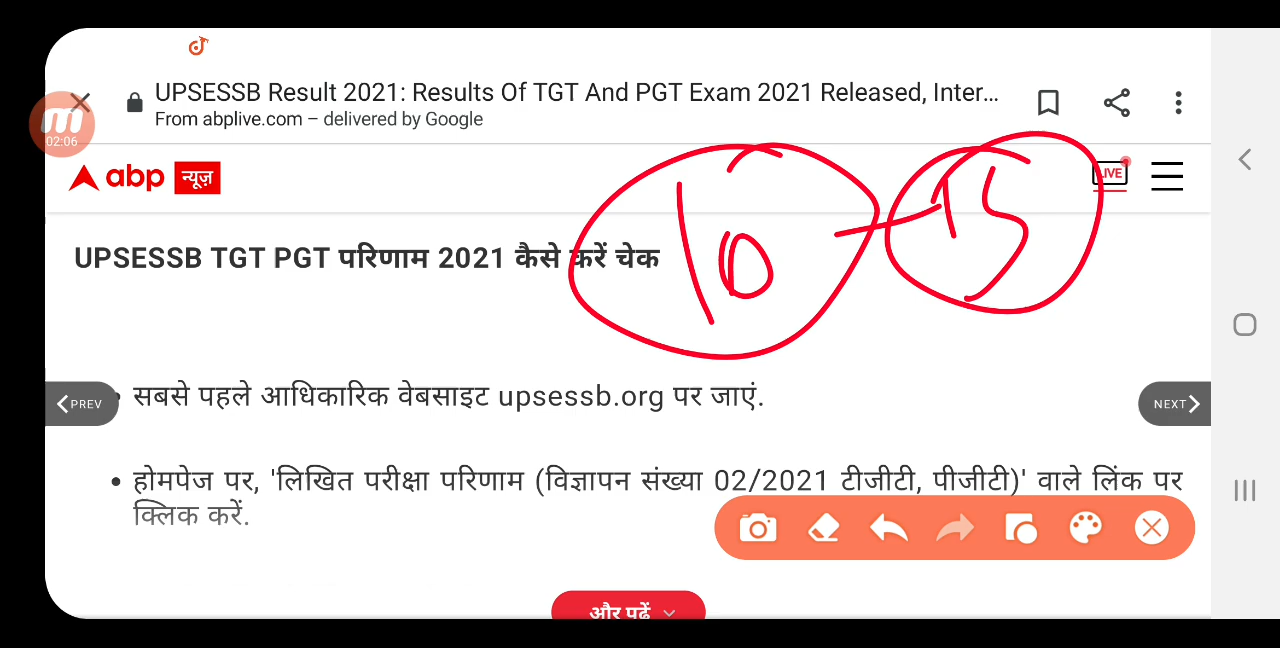 UPSESSB Result 2021: Results Of TGT And PGT Exam 2021 Released, Inter...
From abplive.com – delivered by Google
02:06
abp न्यूज़
LIVE
10 - 15
UPSESSB TGT PGT परिणाम 2021 कैसे करें चेक
PREV
सबसे पहले आधिकारिक वेबसाइट upsessb.org पर जाएं.
NEXT
• होमपेज पर, 'लिखित परीक्षा परिणाम (विज्ञापन संख्या 02/2021 टीजीटी, पीजीटी)' वाले लिंक पर
क्लिक करें.
और पढ़ें